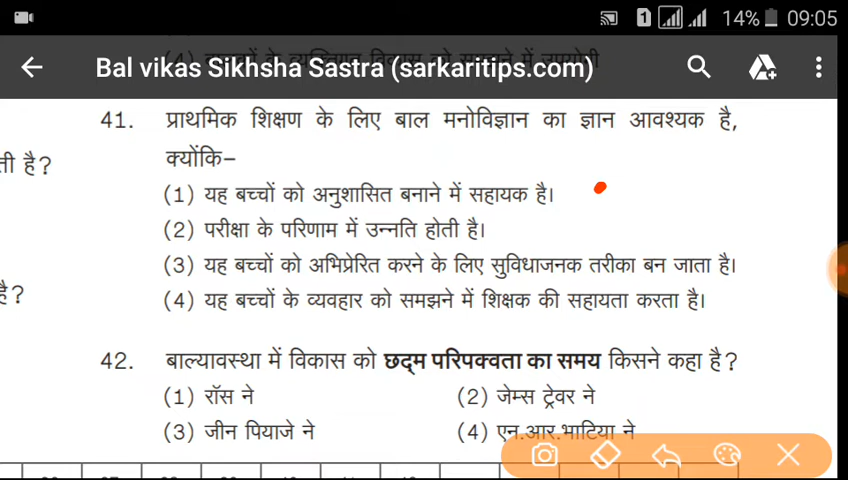 1 14% 09:05
Bal vikas Sikhsha Sastra (sarkaritips.com)
41. प्राथमिक शिक्षण के लिए बाल मनोविज्ञान का ज्ञान आवश्यक है,
ती है?
क्योंकि–
(1) यह बच्चों को अनुशासित बनाने में सहायक है।
(2) परीक्षा के परिणाम में उन्नति होती है।
(3) यह बच्चों को अभिप्रेरित करने के लिए सुविधाजनक तरीका बन जाता है।
है?
(4) यह बच्चों के व्यवहार को समझने में शिक्षक की सहायता करता है।
42. बाल्यावस्था में विकास को छद्म परिपक्वता का समय किसने कहा है?
(1) रॉस ने (2) जेम्स ट्रेवर ने
(3) जीन पियाजे ने (4) एन.आर.भाटिया ने